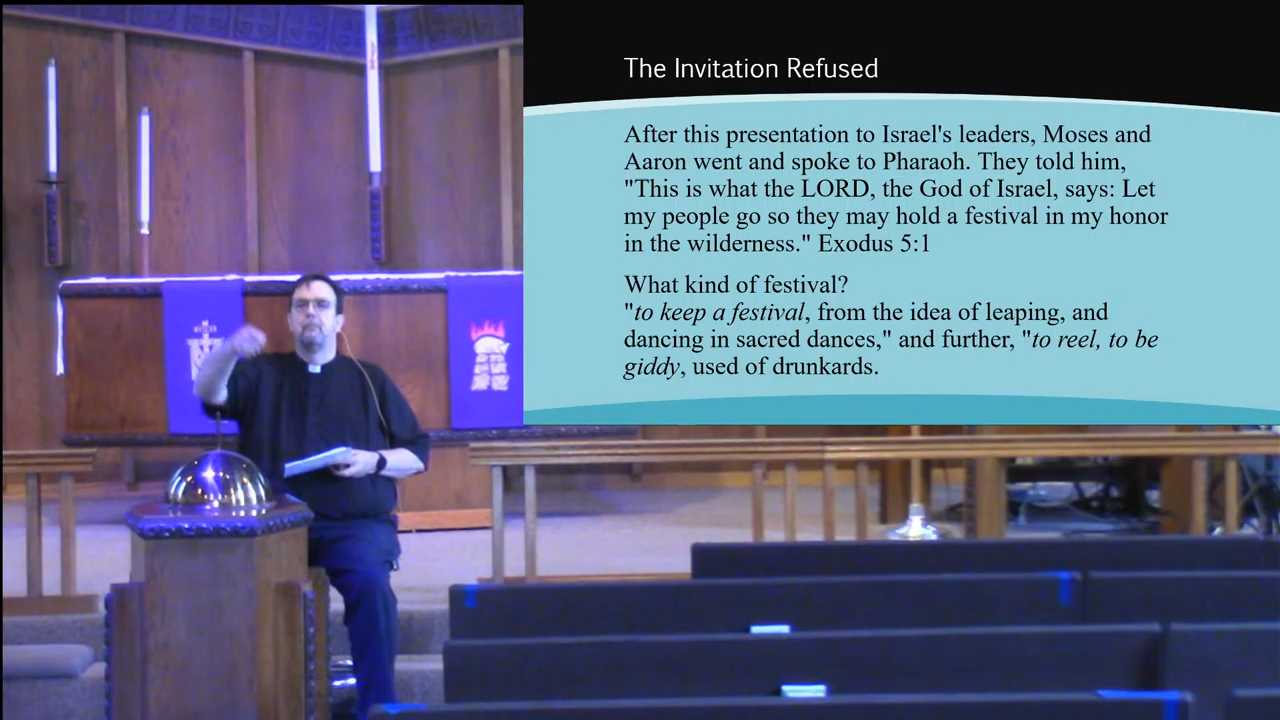 The Invitation Refused
After this presentation to Israel's leaders, Moses and
Aaron went and spoke to Pharaoh. They told him,
"This is what the LORD, the God of Israel, says: Let
my people go so they may hold a festival in my honor
in the wilderness." Exodus 5:1
What kind of festival?
"to keep a festival, from the idea of leaping, and
dancing in sacred dances," and further, "to reel, to be
giddy, used of drunkards.